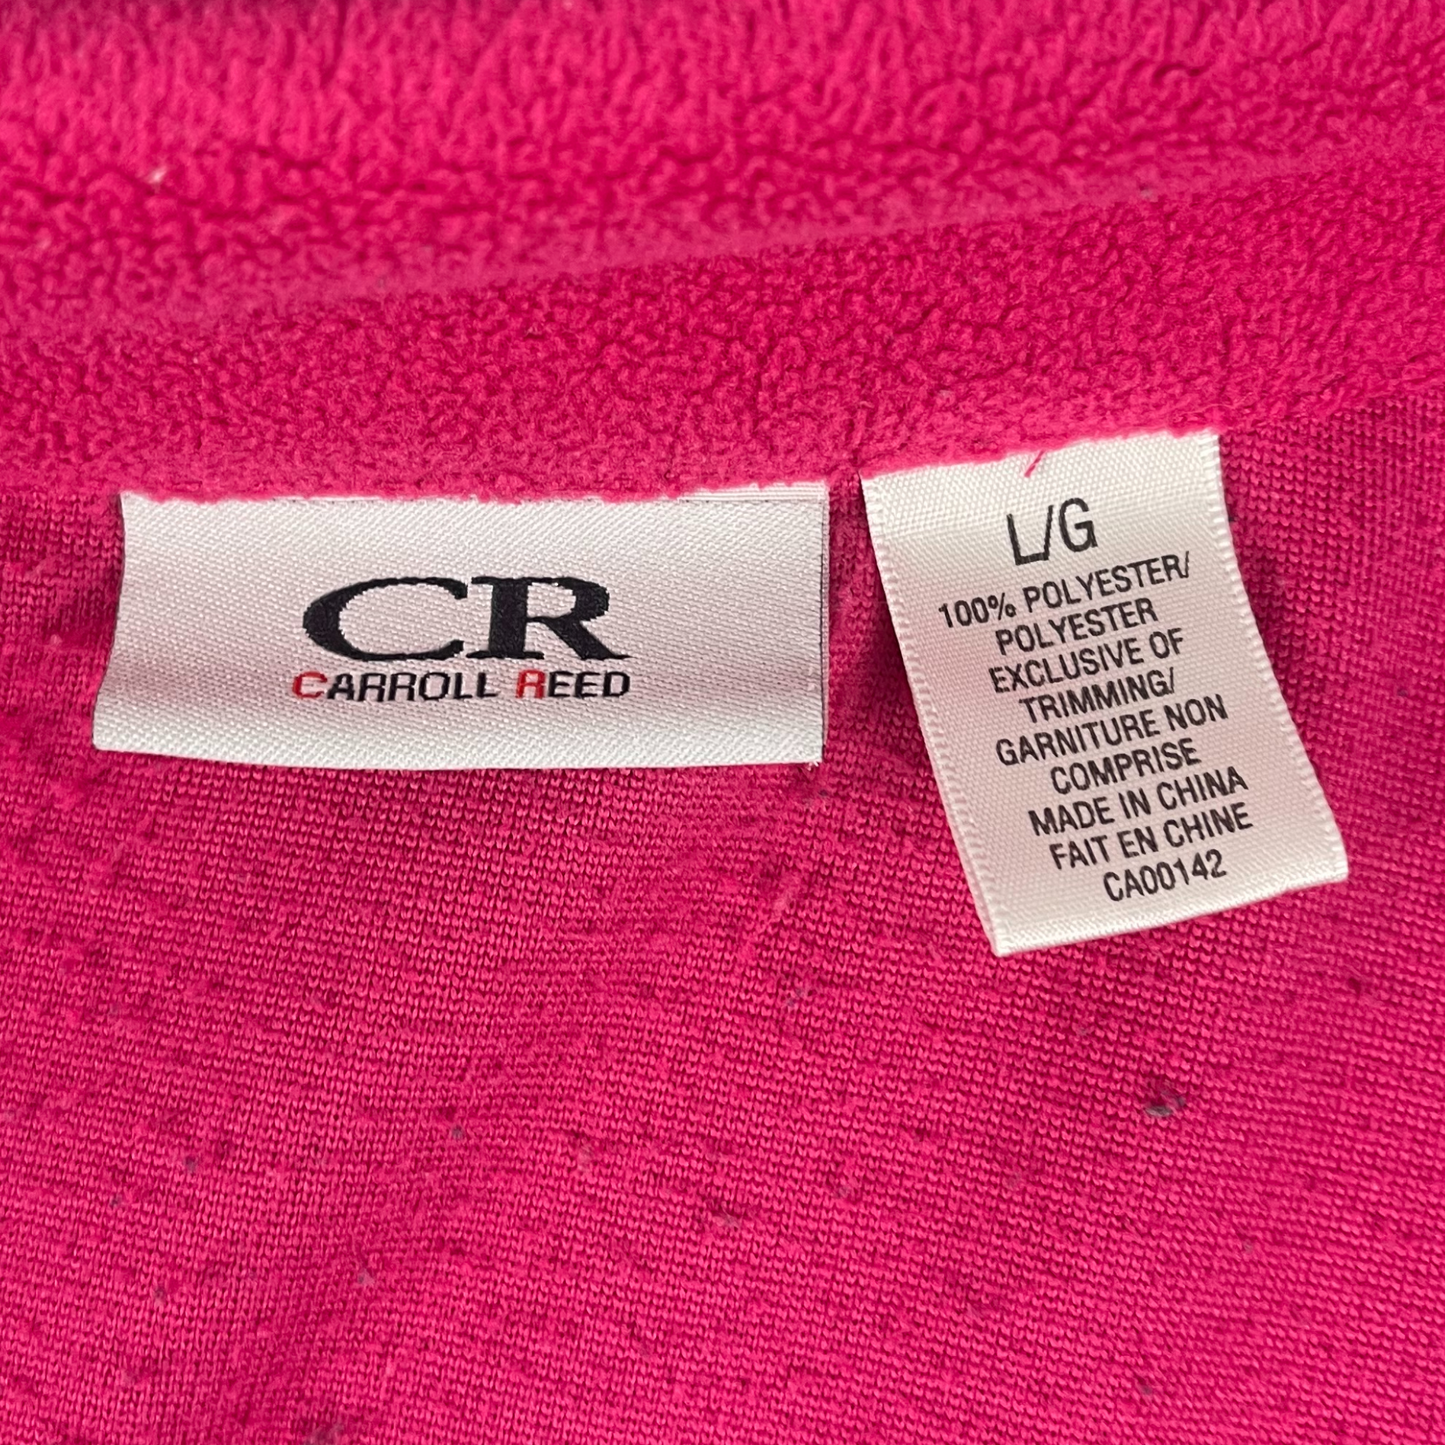 CR
CARROLL REED
L/G
100% POLYESTER/
POLYESTER
EXCLUSIVE OF
TRIMMING/
GARNITURE NON
COMPRISE
MADE IN CHINA
FAIT EN CHINE
CA00142